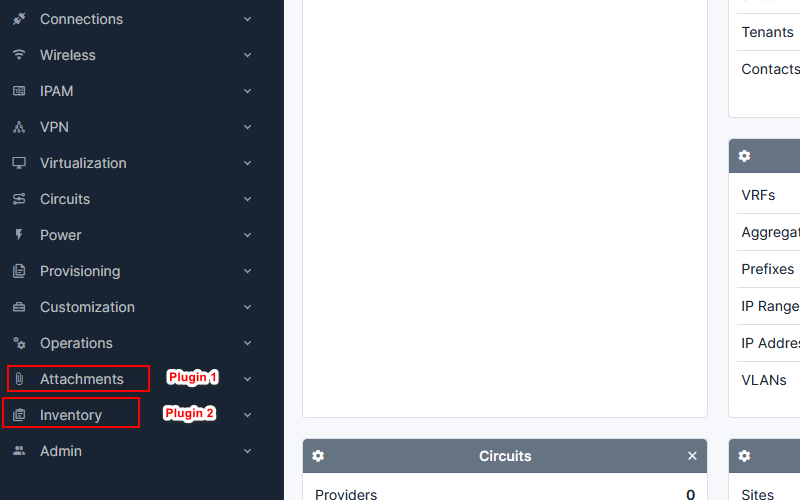 Connections
Wireless
IPAM
VPN
Virtualization
Circuits
Power
Provisioning
Customization
Operations
Attachments
Plugin 1
Inventory
Plugin 2
Admin
Circuits
Providers 0
Tenants
Contacts
VRFs
Aggregat
Prefixes
IP Range
IP Addre
VLANs
Sites